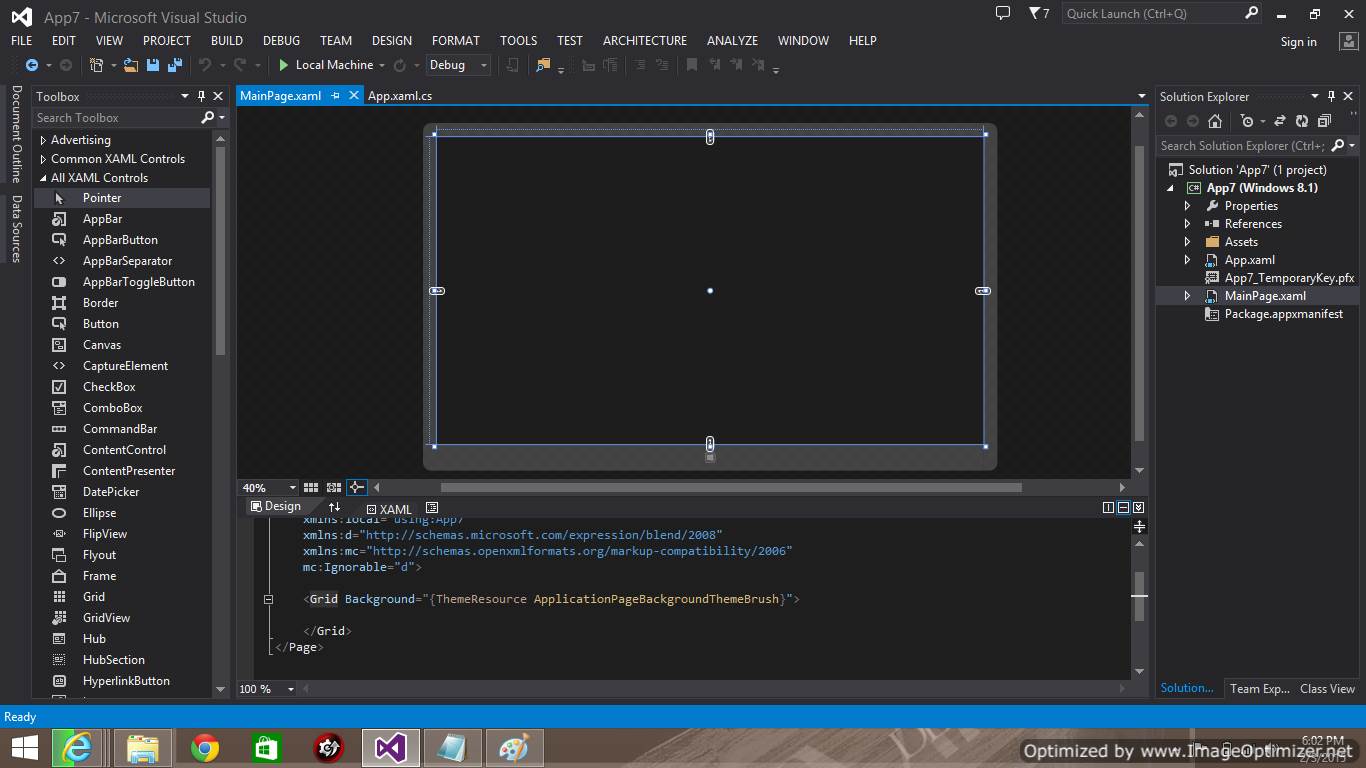 App7 - Microsoft Visual Studio
7
Quick Launch (Ctrl+Q)
FILE EDIT VIEW PROJECT BUILD DEBUG TEAM DESIGN FORMAT TOOLS TEST ARCHITECTURE ANALYZE WINDOW HELP
Sign in
Local Machine
Debug
Document Outline
Data Sources
Toolbox
Search Toolbox
Advertising
Common XAML Controls
All XAML Controls
Pointer
AppBar
AppBarButton
AppBarSeparator
AppBarToggleButton
Border
Button
Canvas
CaptureElement
CheckBox
ComboBox
CommandBar
ContentControl
ContentPresenter
DatePicker
Ellipse
FlipView
Flyout
Frame
Grid
GridView
Hub
HubSection
HyperlinkButton
MainPage.xaml
App.xaml.cs
40%
Design
XAML
xmlns:local="using:App7"
xmlns:d="http://schemas.microsoft.com/expression/blend/2008"
xmlns:mc="http://schemas.openxmlformats.org/markup-compatibility/2006"
mc:Ignorable="d">
<Grid Background="{ThemeResource ApplicationPageBackgroundThemeBrush}">
</Grid>
</Page>
100 %
Solution Explorer
Search Solution Explorer (Ctrl+;
Solution 'App7' (1 project)
App7 (Windows 8.1)
Properties
References
Assets
App.xaml
App7_TemporaryKey.pfx
MainPage.xaml
Package.appxmanifest
Solution...
Team Exp...
Class View
Ready
6:02 PM
Optimized by www.ImageOptimizer.net